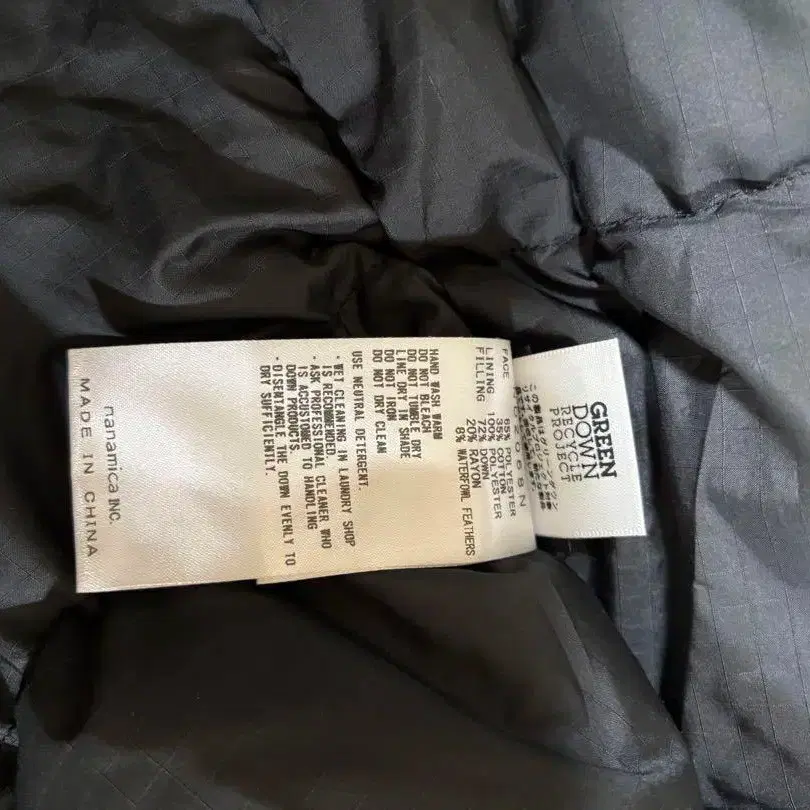 GREEN
DOWN
RECYCLE
PROJECT
FACE 65% POLYESTER
35% COTTON
LINING 100% POLYESTER
FILLING 72% DOWN
20% RAYON
8% WATERFOWL FEATHERS
HAND WASH WARM
DO NOT BLEACH
DO NOT TUMBLE DRY
LINE DRY IN SHADE
DO NOT IRON
DO NOT DRY CLEAN
USE NEUTRAL DETERGENT.
・WET CLEANING IN LAUNDRY SHOP
IS RECOMMENDED.
・ASK PROFESSIONAL CLEANER WHO
IS ACCUSTOMED TO HANDLING
DOWN PRODUCTS.
・DISENTANGLE THE DOWN EVENLY TO
DRY SUFFICIENTLY.
nanamica INC.
MADE IN CHINA